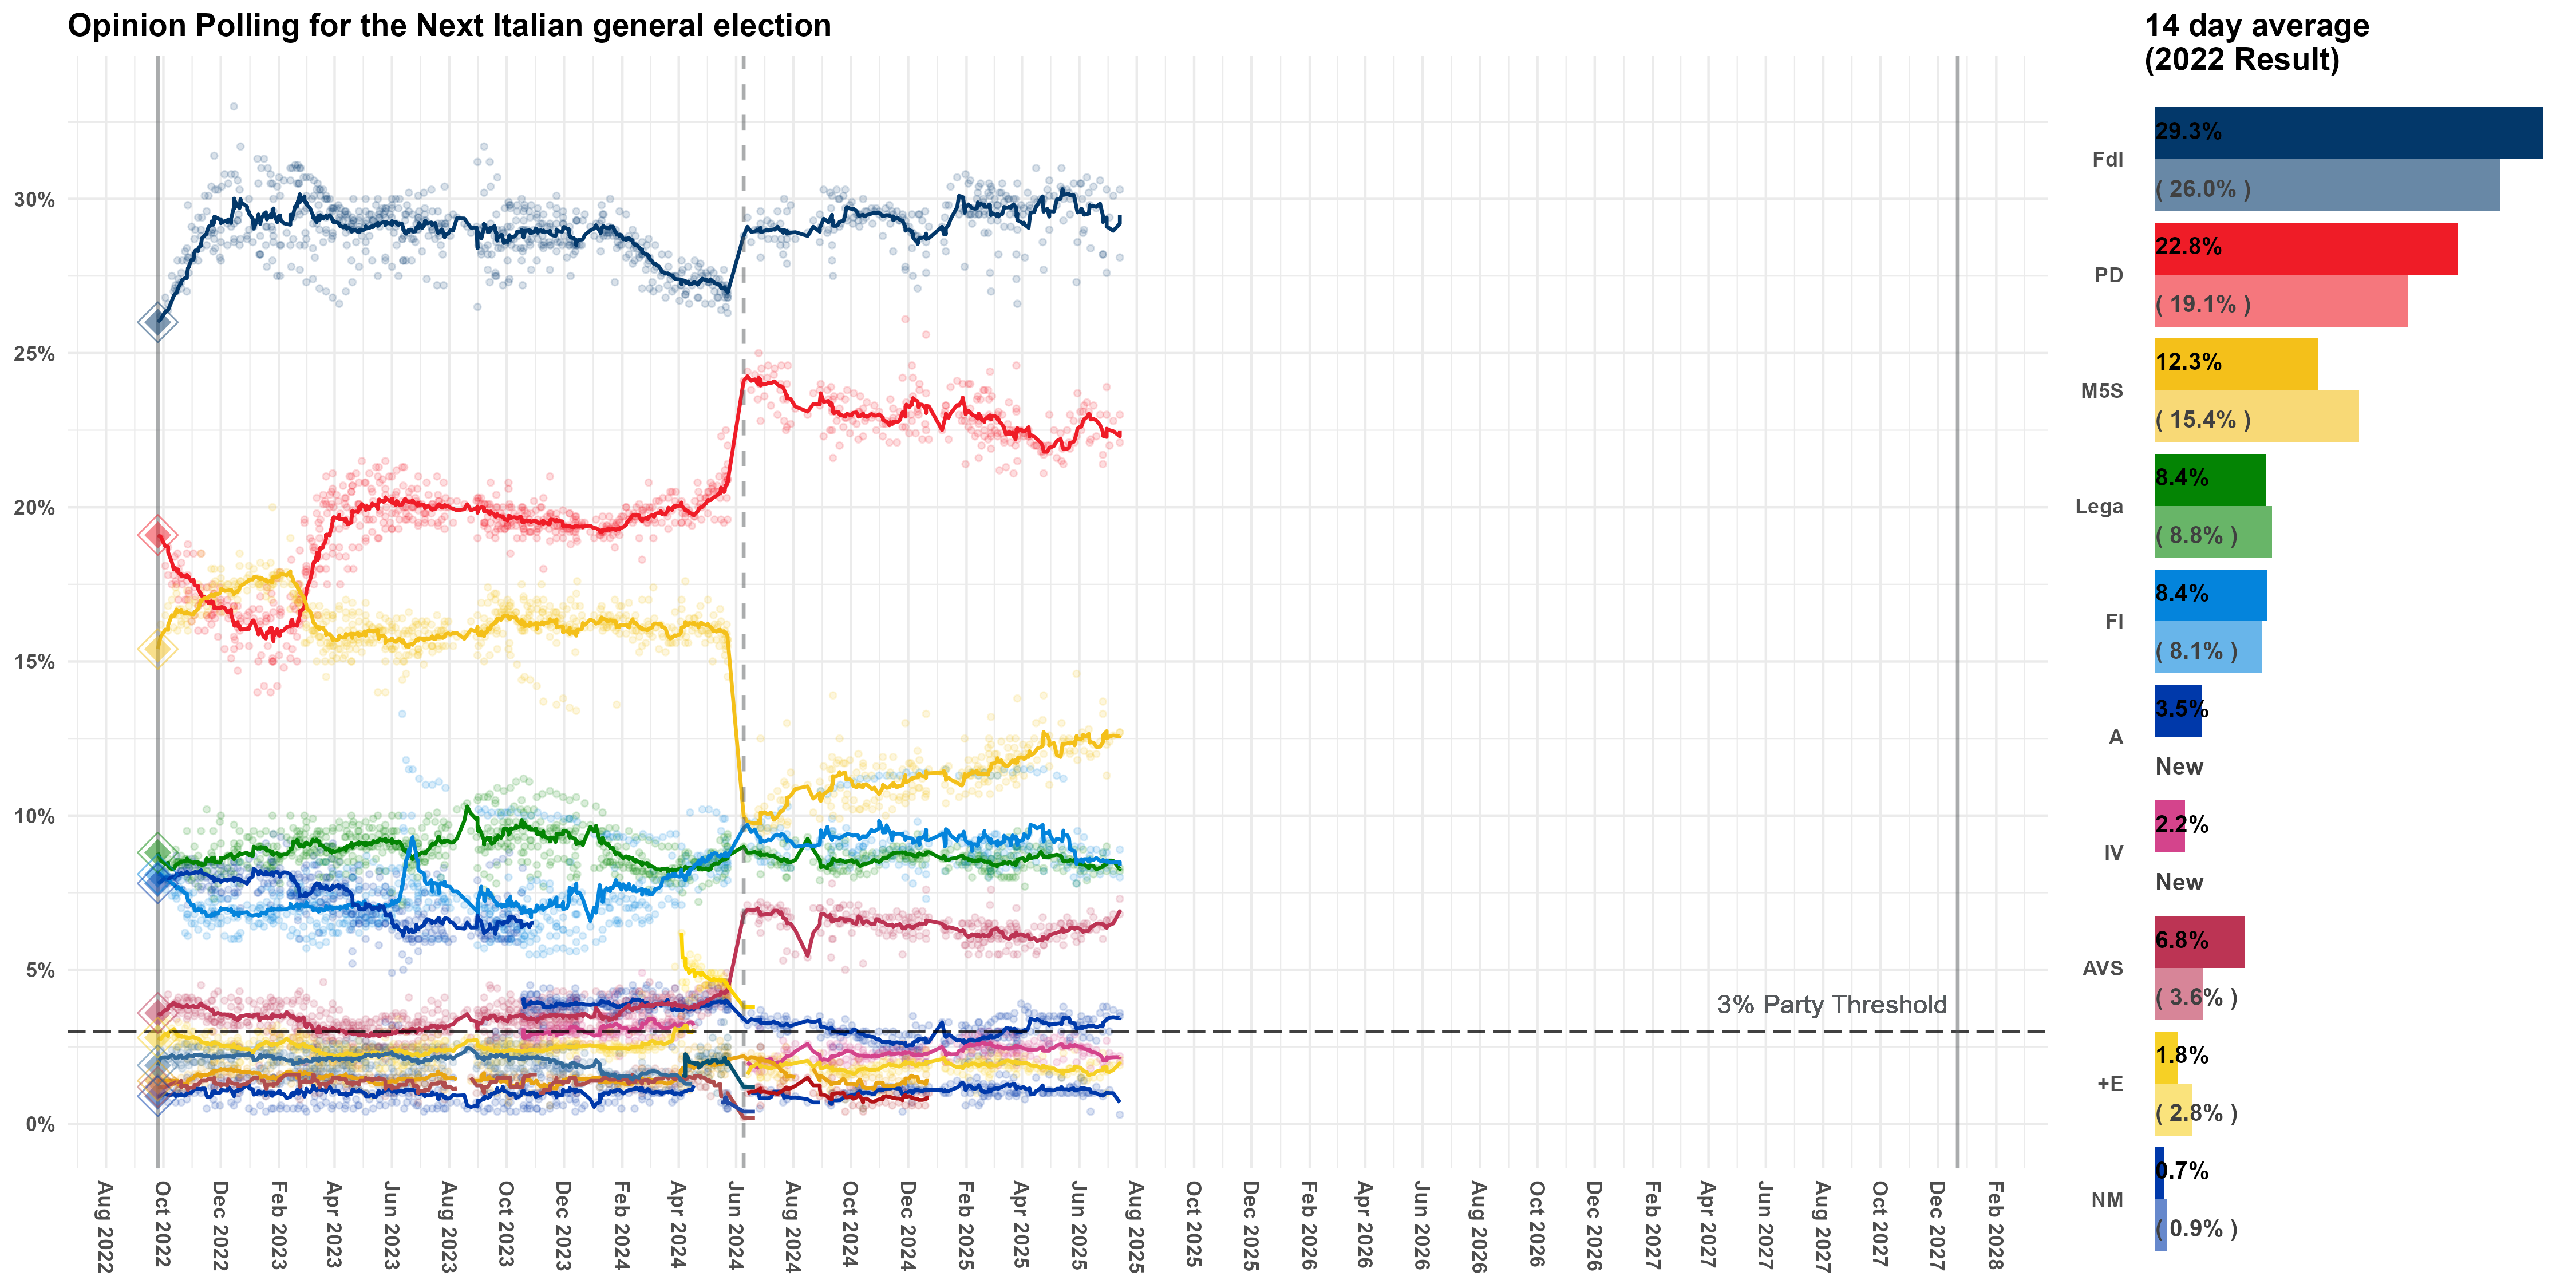 Opinion Polling for the Next Italian general election
14 day average
(2022 Result)
30%
25%
20%
15%
10%
5%
0%
3% Party Threshold
Aug 2022
Oct 2022
Dec 2022
Feb 2023
Apr 2023
Jun 2023
Aug 2023
Oct 2023
Dec 2023
Feb 2024
Apr 2024
Jun 2024
Aug 2024
Oct 2024
Dec 2024
Feb 2025
Apr 2025
Jun 2025
Aug 2025
Oct 2025
Dec 2025
Feb 2026
Apr 2026
Jun 2026
Aug 2026
Oct 2026
Dec 2026
Feb 2027
Apr 2027
Jun 2027
Aug 2027
Oct 2027
Dec 2027
Feb 2028
FdI
29.3%
( 26.0% )
PD
22.8%
( 19.1% )
M5S
12.3%
( 15.4% )
Lega
8.4%
( 8.8% )
FI
8.4%
( 8.1% )
A
3.5%
New
IV
2.2%
New
AVS
6.8%
( 3.6% )
+E
1.8%
( 2.8% )
NM
0.7%
( 0.9% )